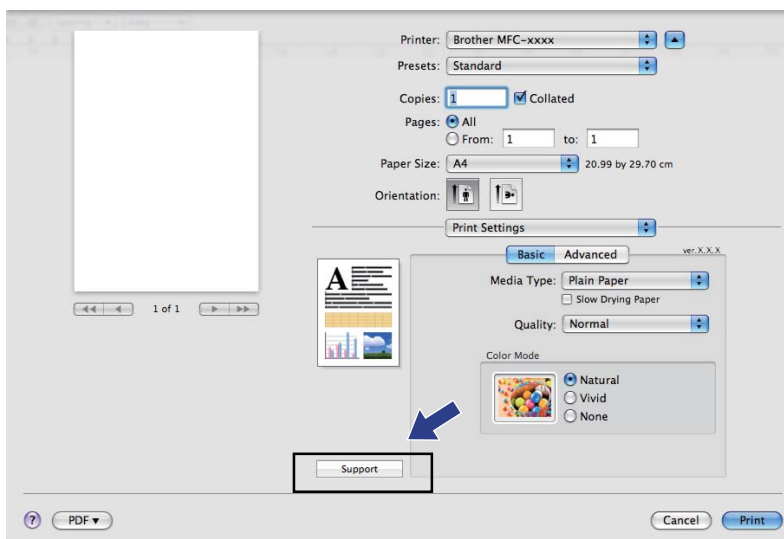 Printer: Brother MFC-xxxx
Presets: Standard
Copies: 1 Collated
Pages: All
From: 1 to: 1
Paper Size: A4 20.99 by 29.70 cm
Orientation:
Print Settings
Basic Advanced ver.X.X.X
A
Media Type: Plain Paper
Slow Drying Paper
Quality: Normal
Color Mode
Natural
Vivid
None
1 of 1
Support
? PDF Cancel Print